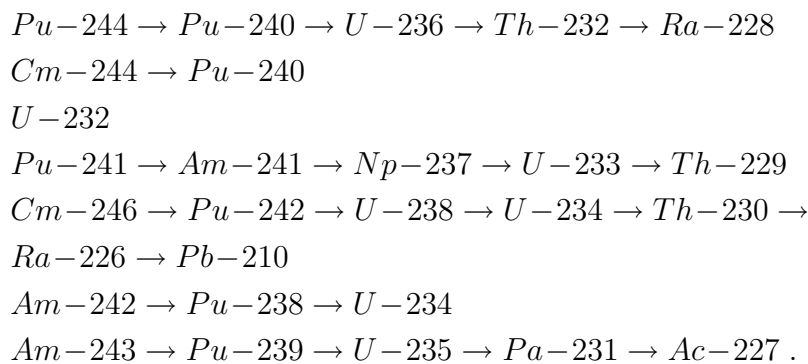 Pu−244 → Pu−240 → U−236 → Th−232 → Ra−228
Cm−244 → Pu−240
U−232
Pu−241 → Am−241 → Np−237 → U−233 → Th−229
Cm−246 → Pu−242 → U−238 → U−234 → Th−230 →
Ra−226 → Pb−210
Am−242 → Pu−238 → U−234
Am−243 → Pu−239 → U−235 → Pa−231 → Ac−227 .